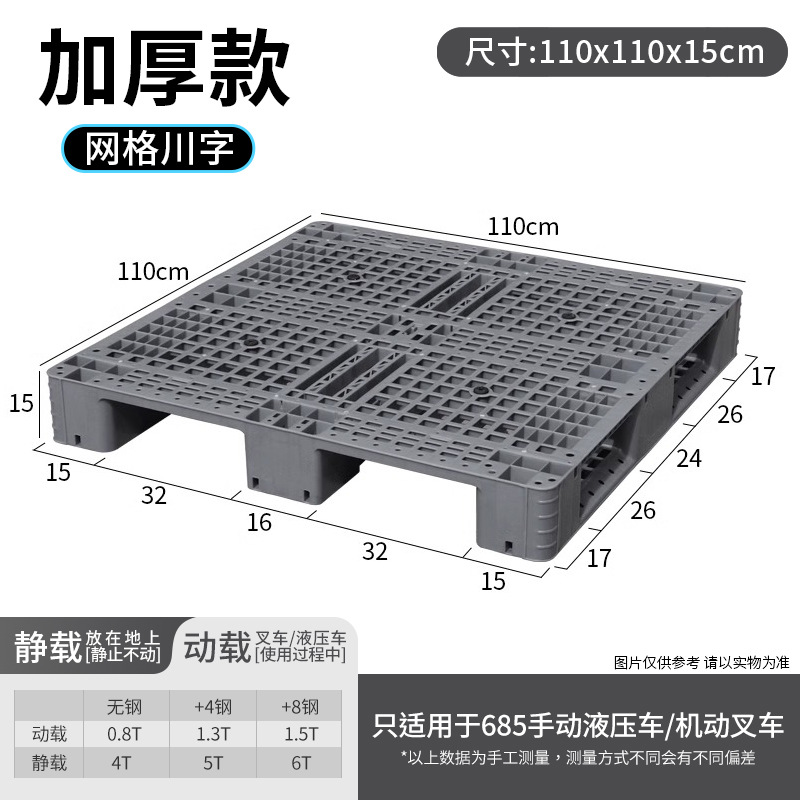 加厚款
尺寸:110x110x15cm
网格川字
110cm
110cm
15
15
32
16
32
15
17
26
24
26
17
静载 放在地上
[静止不动]
动载 叉车/液压车
[使用过程中]
图片仅供参考 请以实物为准
无钢 +4钢 +8钢
动载 0.8T 1.3T 1.5T
静载 4T 5T 6T
只适用于685手动液压车/机动叉车
*以上数据为手工测量，测量方式不同会有不同偏差